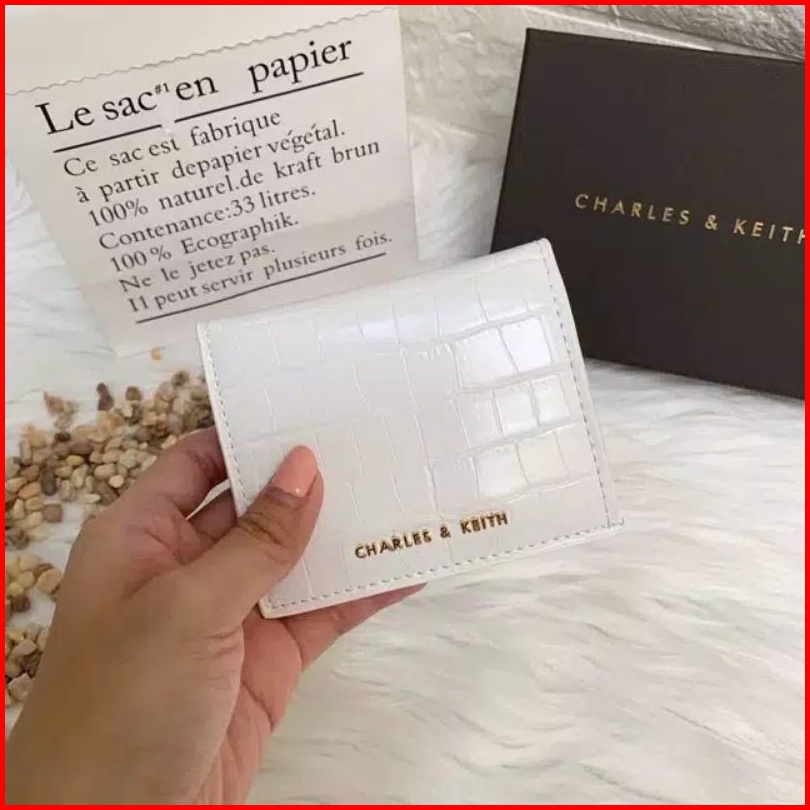 Le sac#1 en papier
Ce sac est fabrique
à partir depapier végétal.
100% naturel.de kraft brun
Contenance:33 litres.
100% Ecographik.
Ne le jetez pas.
11 peut servir plusieurs fois.
CHARLES & KEITH
CHARLES & KEITH